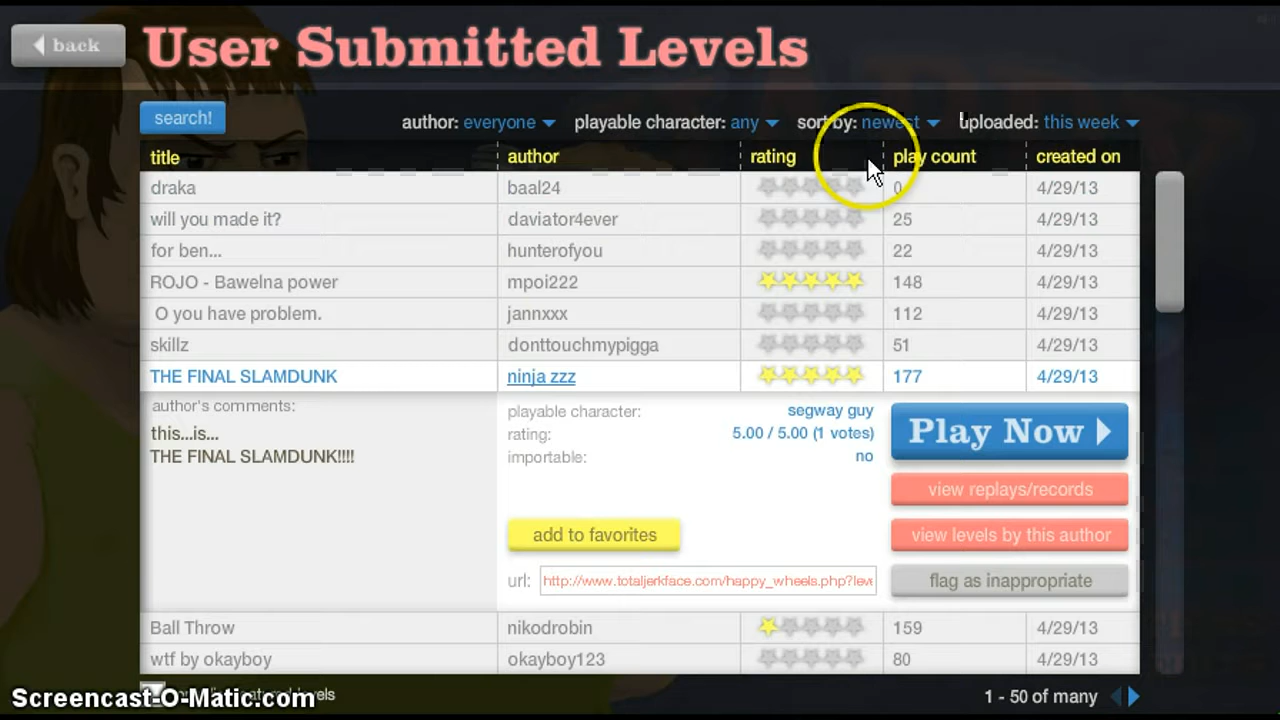 back
User Submitted Levels
search!
author: everyone playable character: any sort by: newest uploaded: this week
title author rating play count created on
draka baal24 0 4/29/13
will you made it? daviator4ever 25 4/29/13
for ben... hunterofyou 22 4/29/13
ROJO - Bawelna power mpoi222 148 4/29/13
O you have problem. jannxxx 112 4/29/13
skillz donttouchmypigga 51 4/29/13
THE FINAL SLAMDUNK ninja zzz 177 4/29/13
author's comments:
this...is...
THE FINAL SLAMDUNK!!!!
playable character: segway guy
rating: 5.00 / 5.00 (1 votes)
importable: no
add to favorites
url: http://www.totaljerkface.com/happy_wheels.php?leve
Play Now
view replays/records
view levels by this author
flag as inappropriate
Ball Throw nikodrobin 159 4/29/13
wtf by okayboy okayboy123 80 4/29/13
Screencast-O-Matic.com levels
1 - 50 of many